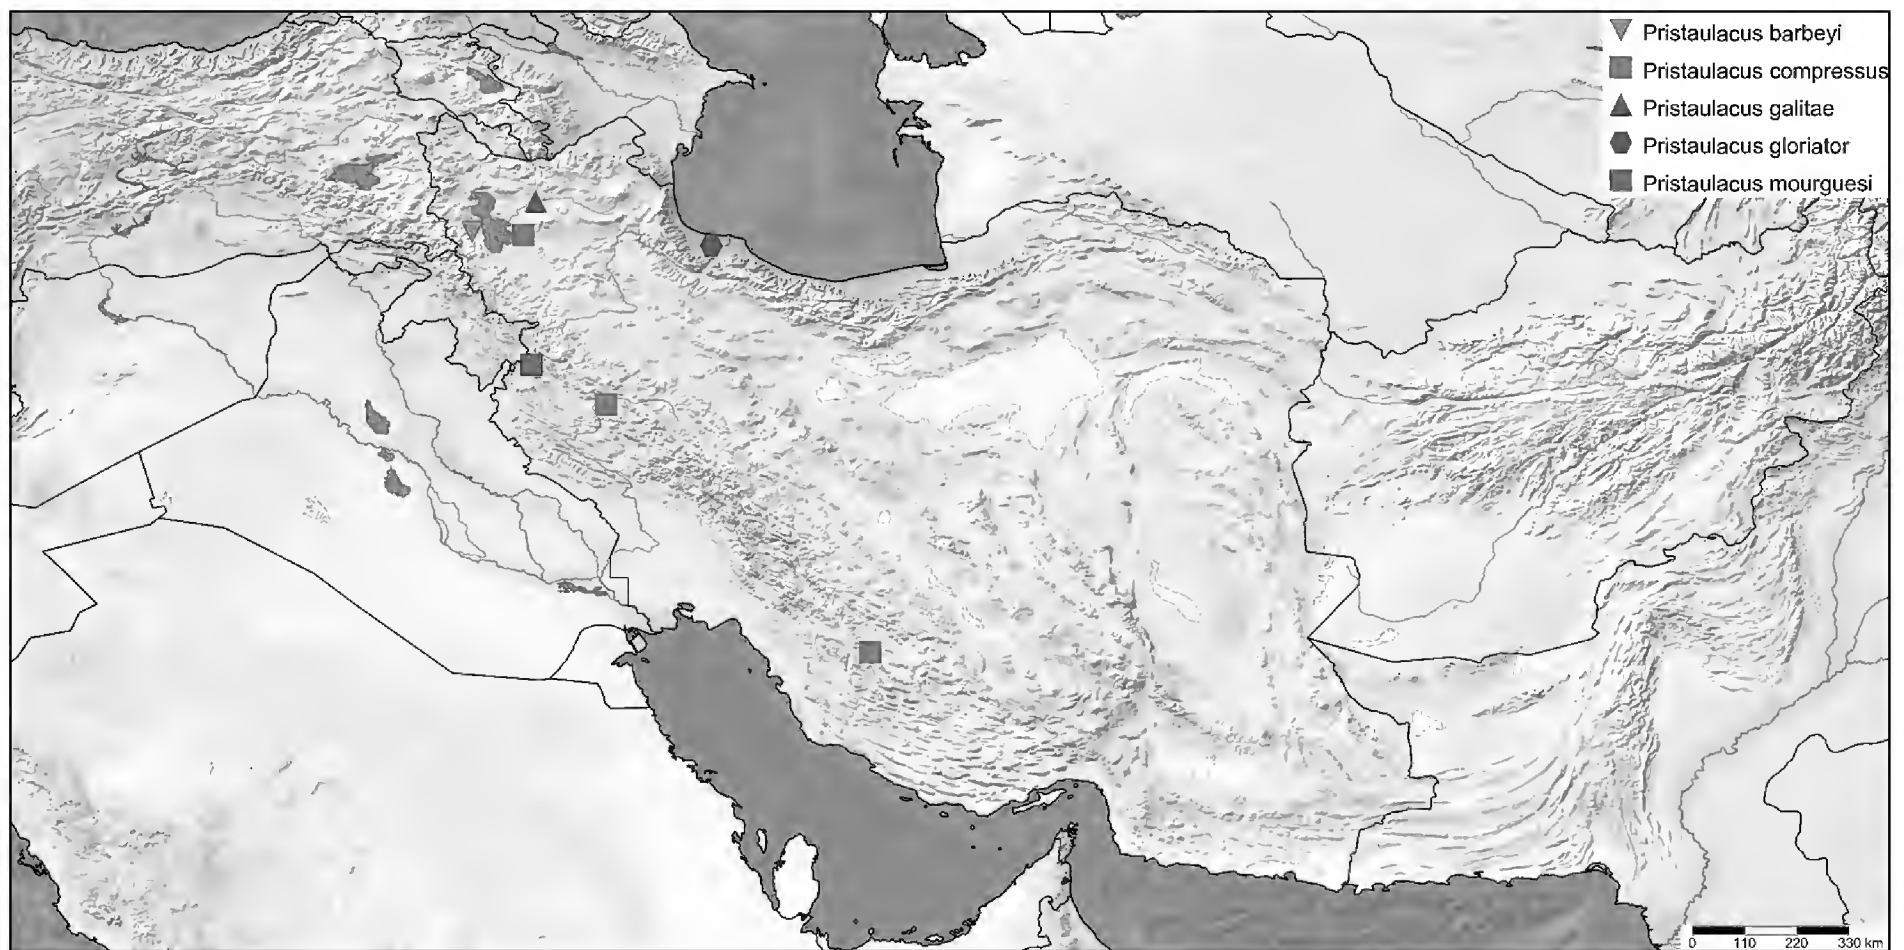 Pristaulacus barbeyi
Pristaulacus compressus
Pristaulacus galitae
Pristaulacus gloriator
Pristaulacus mourguesi
0 110 220 330 km